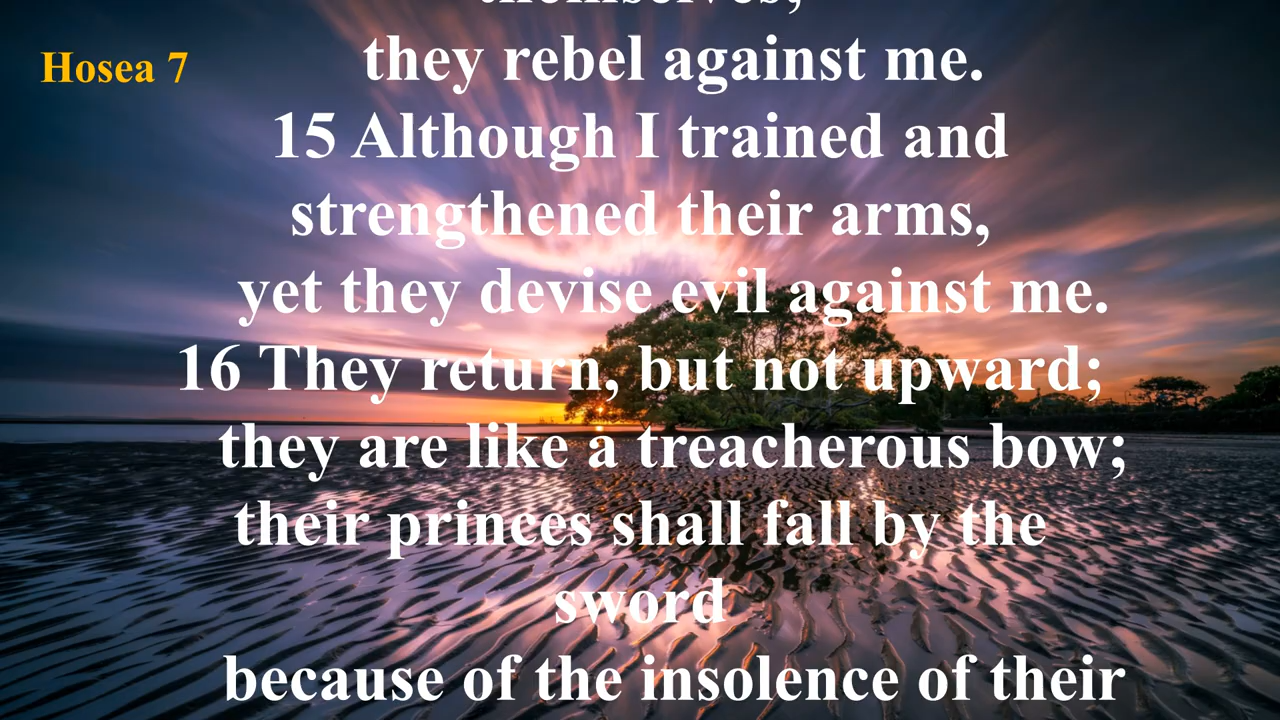 themselves;
Hosea 7
they rebel against me.
15 Although I trained and
strengthened their arms,
yet they devise evil against me.
16 They return, but not upward;
they are like a treacherous bow;
their princes shall fall by the
sword
because of the insolence of their